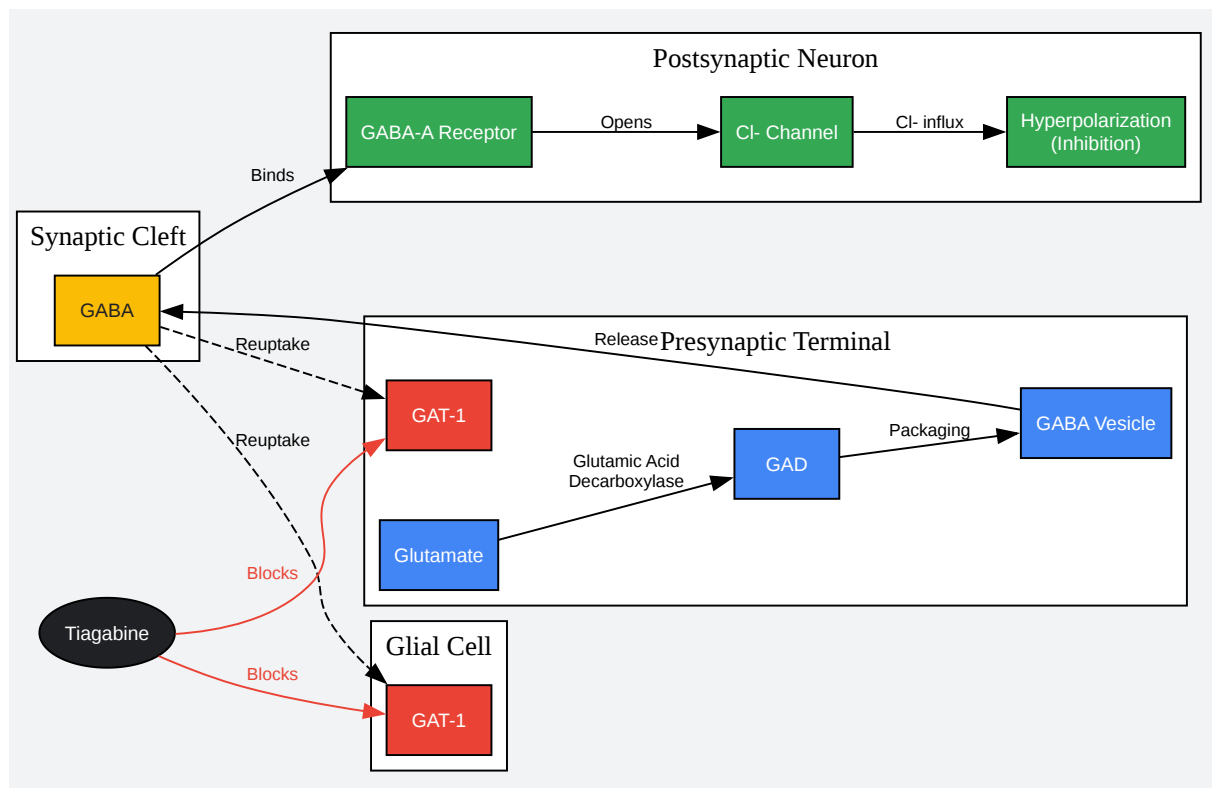 Postsynaptic Neuron
GABA-A Receptor
Opens
Cl- Channel
Cl- influx
Hyperpolarization
(Inhibition)
Binds
Synaptic Cleft
GABA
Reuptake
Reuptake
Release
Presynaptic Terminal
GAT-1
GABA Vesicle
Packaging
GAD
Glutamic Acid
Decarboxylase
Glutamate
Blocks
Tiagabine
Blocks
Glial Cell
GAT-1